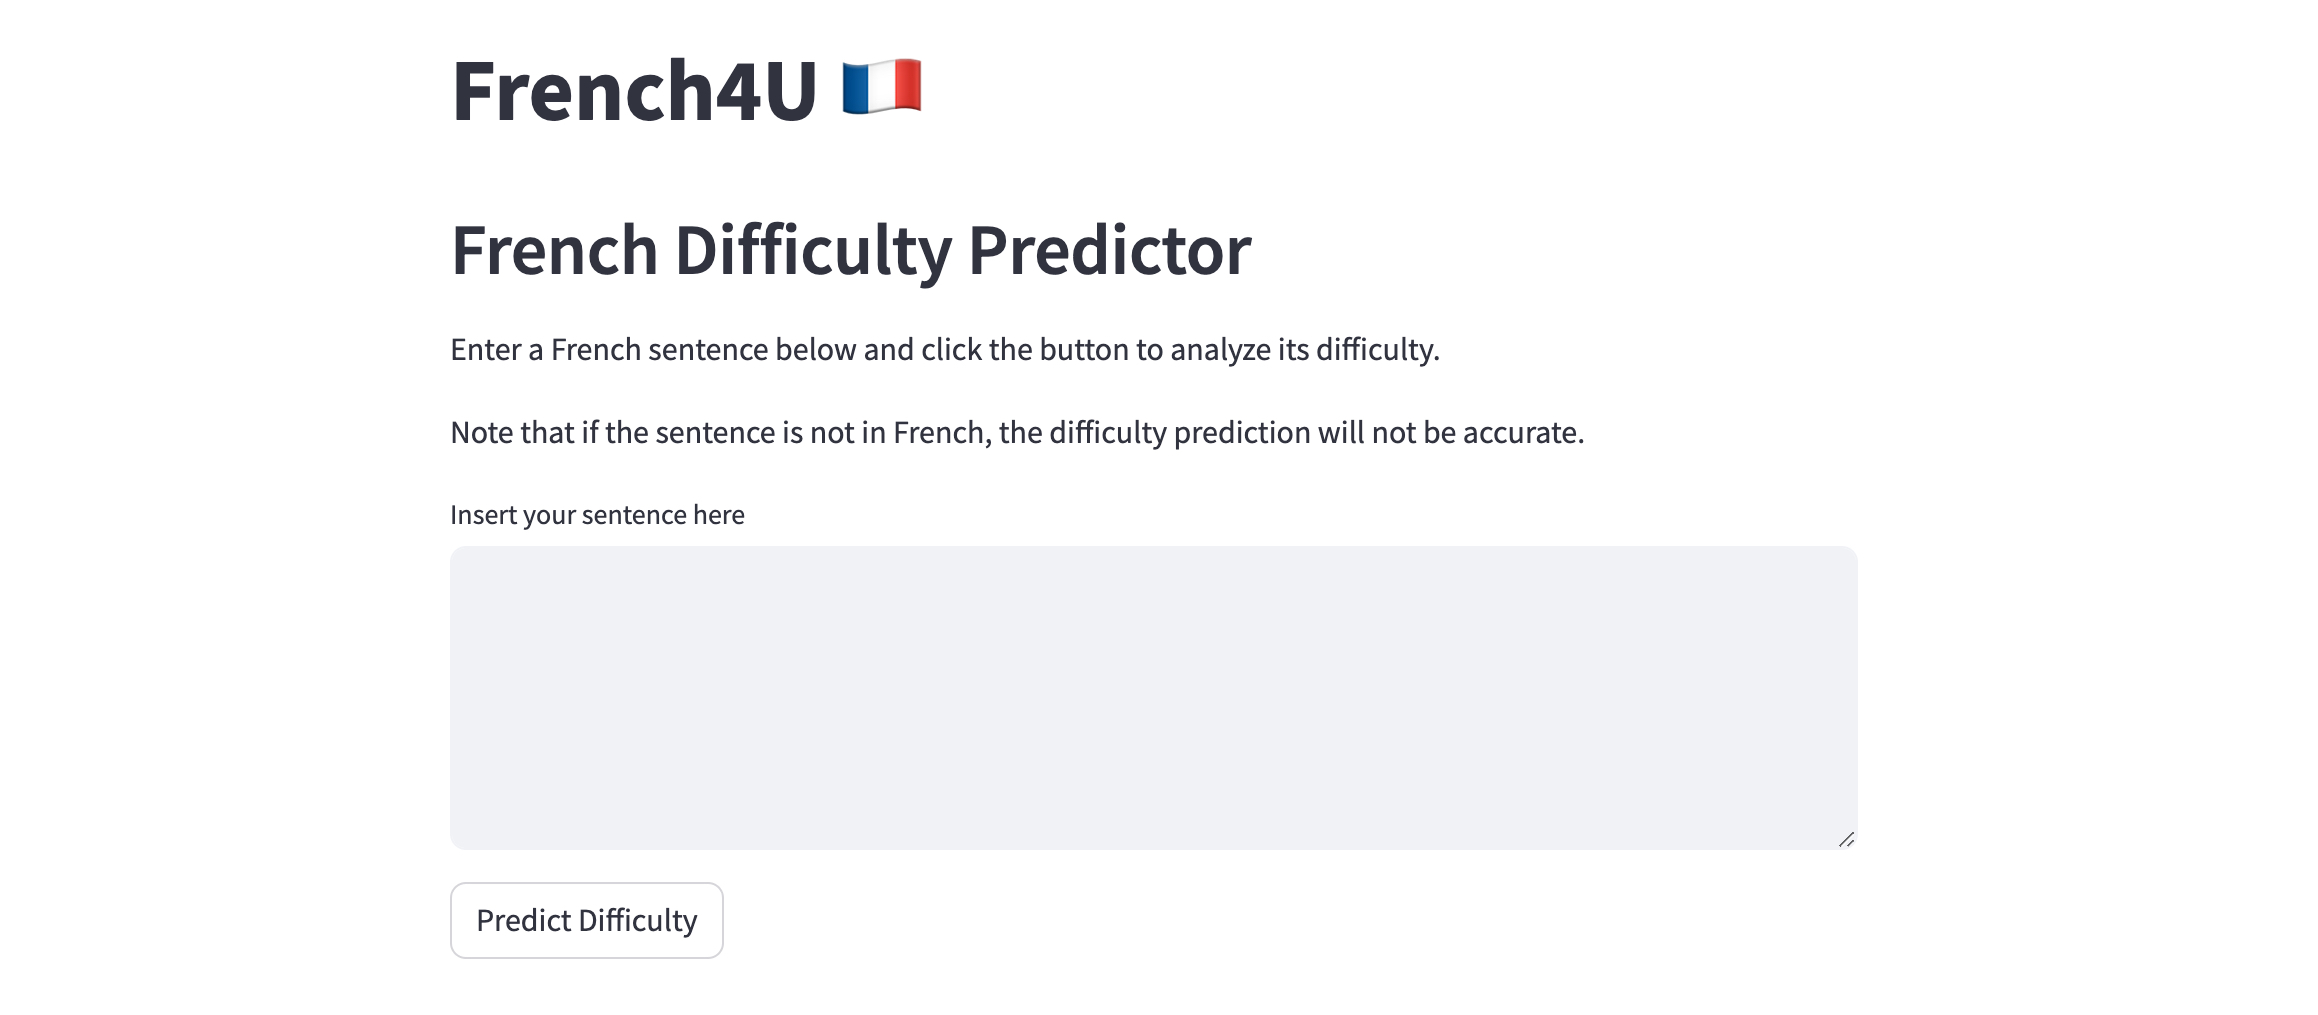 French4U 🇫🇷
French Difficulty Predictor
Enter a French sentence below and click the button to analyze its difficulty.
Note that if the sentence is not in French, the difficulty prediction will not be accurate.
Insert your sentence here
Predict Difficulty